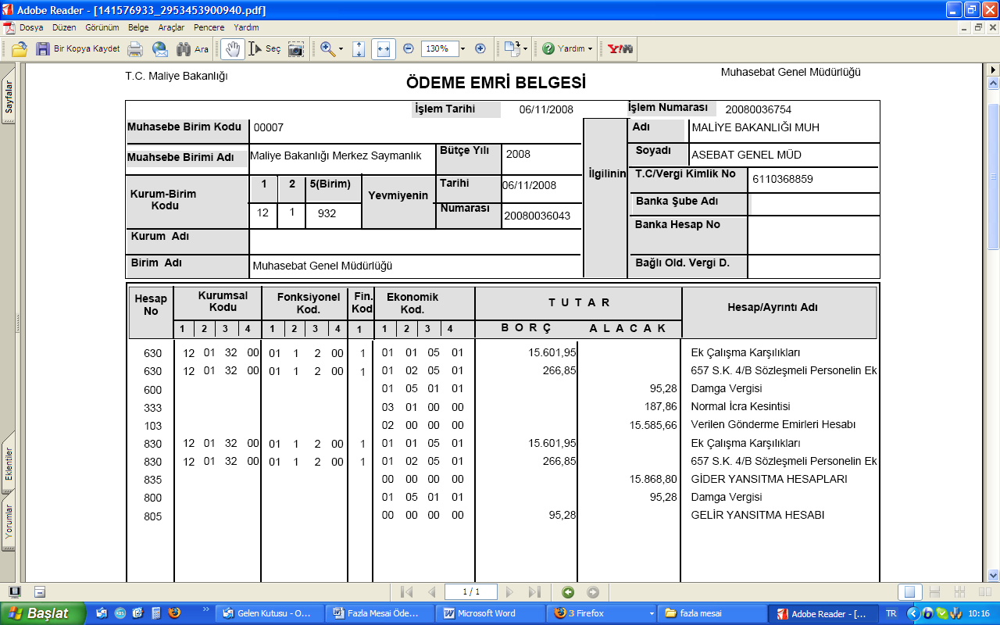 Adobe Reader - [141576933_2953453900940.pdf]
Dosya Düzen Görünüm Belge Araçlar Pencere Yardım
Bir Kopya Kaydet Ara Seç 130% Yardım Y!
Sayfalar
Eklentiler
Yorumlar
T.C. Maliye Bakanlığı
ÖDEME EMRİ BELGESİ
Muhasebat Genel Müdürlüğü
İşlem Tarihi 06/11/2008 İşlem Numarası 20080036754
Muhasebe Birim Kodu 00007
Muahsebe Birimi Adı Maliye Bakanlığı Merkez Saymanlık Bütçe Yılı 2008
Kurum-Birim Kodu 1 2 5(Birim) Yevmiyenin Tarihi 06/11/2008
12 1 932 Numarası 20080036043
Kurum Adı
Birim Adı Muhasebat Genel Müdürlüğü
İlgilinin
Adı MALİYE BAKANLIĞI MUH
Soyadı ASEBAT GENEL MÜD
T.C/Vergi Kimlik No 6110368859
Banka Şube Adı
Banka Hesap No
Bağlı Old. Vergi D.
Hesap No Kurumsal Kodu Fonksiyonel Kod. Fin. Kod Ekonomik Kod. T U T A R Hesap/Ayrıntı Adı
1 2 3 4 1 2 3 4 1 1 2 3 4 B O R Ç A L A C A K
630 12 01 32 00 01 1 2 00 1 01 01 05 01 15.601,95 Ek Çalışma Karşılıkları
630 12 01 32 00 01 1 2 00 1 01 02 05 01 266,85 657 S.K. 4/B Sözleşmeli Personelin Ek
600 01 05 01 01 95,28 Damga Vergisi
333 03 01 00 00 187,86 Normal İcra Kesintisi
103 02 00 00 00 15.585,66 Verilen Gönderme Emirleri Hesabı
830 12 01 32 00 01 1 2 00 1 01 01 05 01 15.601,95 Ek Çalışma Karşılıkları
830 12 01 32 00 01 1 2 00 1 01 02 05 01 266,85 657 S.K. 4/B Sözleşmeli Personelin Ek
835 00 00 00 00 15.868,80 GİDER YANSITMA HESAPLARI
800 01 05 01 01 95,28 Damga Vergisi
805 00 00 00 00 95,28 GELİR YANSITMA HESABI
1 / 1
Başlat Gelen Kutusu - O... Fazla Mesai Öde... Microsoft Word 3 Firefox fazla mesai Adobe Reader - [... TR 10:16